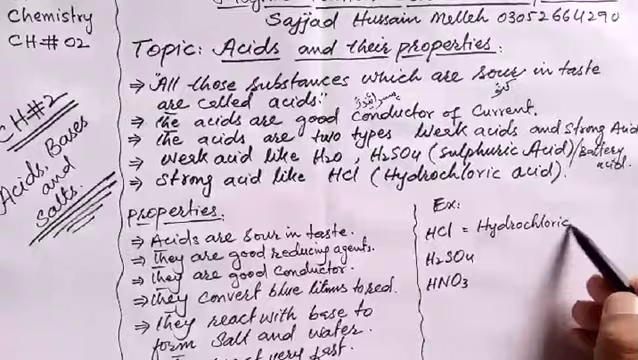 Chemistry
CH# 02
Sajjad Hussain Melleh 03052664290
Topic: Acids and their properties.
⇒ "All those substances which are sour in taste
are called acids."
⇒ The acids are good conductor of current.
⇒ The acids are two types Weak acids and Strong Acid
⇒ Weak acid like H2O, H2SO4 (Sulphuric Acid)/Battery acid.
⇒ Strong acid like HCl (Hydrochloric acid).
CH#2
Acids, Bases
and
Salts.
Properties.
⇒ Acids are sour in taste.
⇒ They are good reducing agents.
⇒ They are good conductor.
⇒ They convert blue litmus to red.
⇒ They react with base to
form Salt and water.
Ex:
HCl = Hydrochloric
H2SO4
HNO3